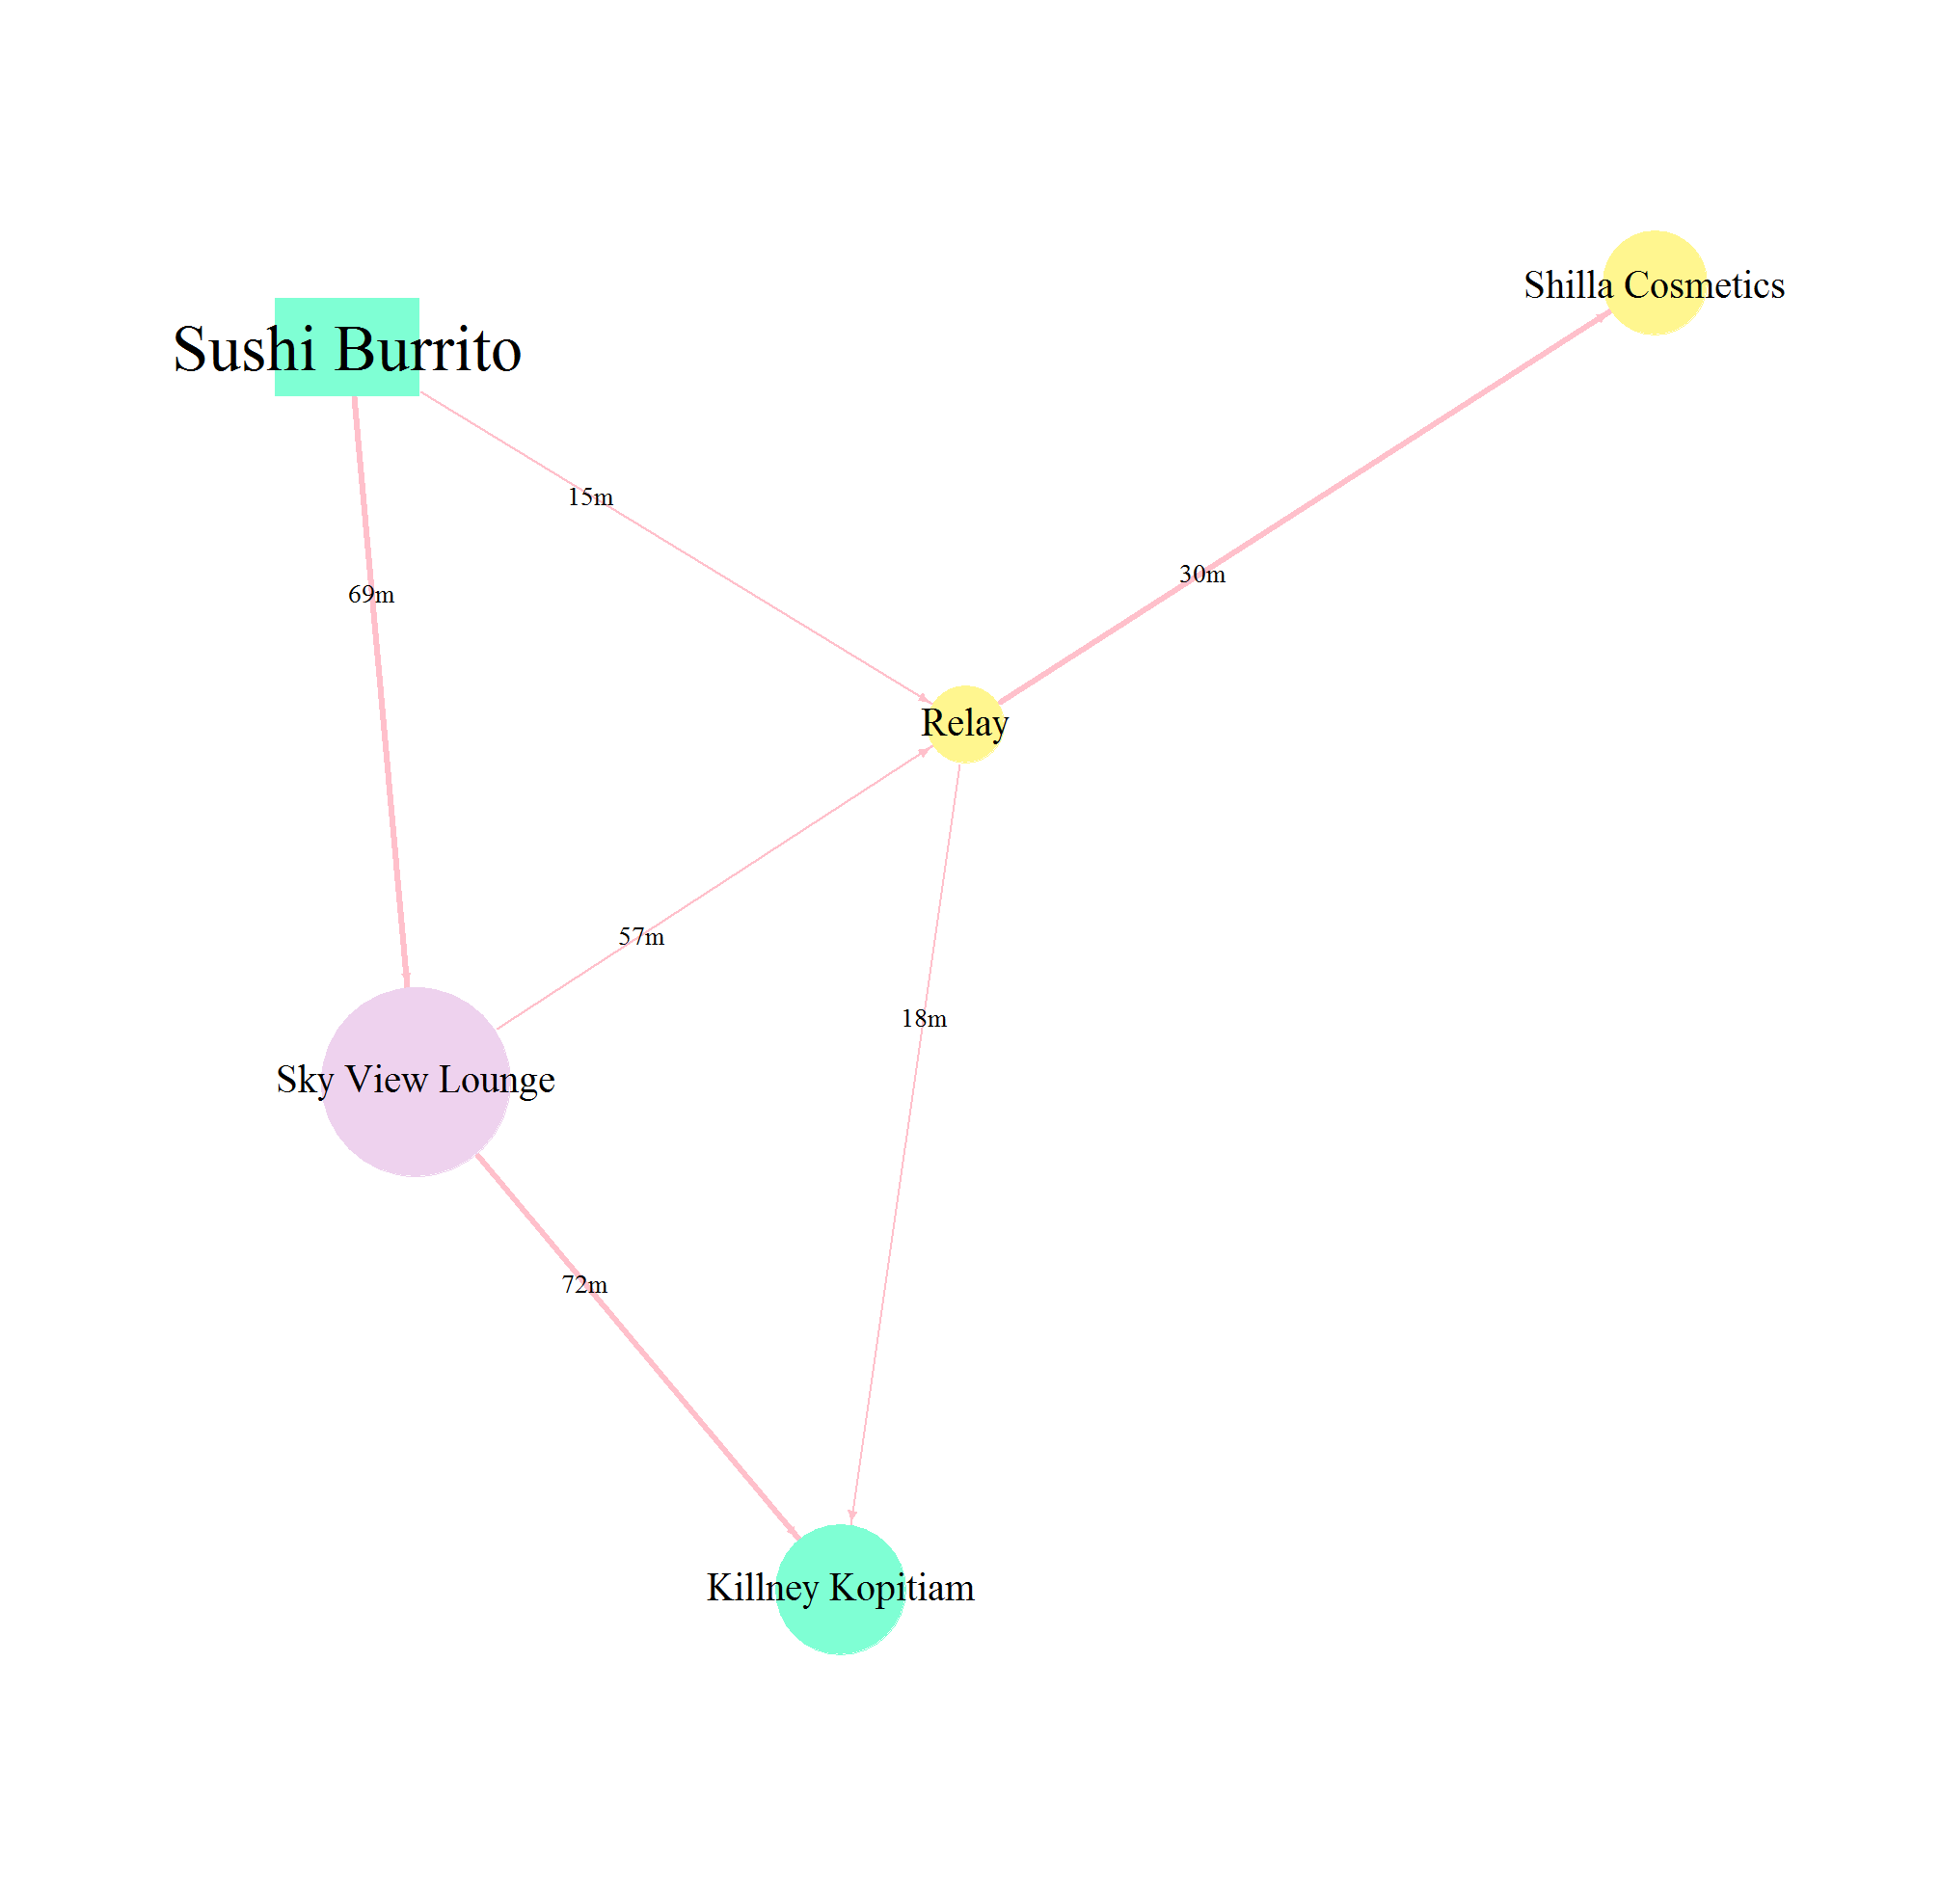 Shilla Cosmetics
Sushi Burrito
15m
30m
69m
Relay
57m
18m
Sky View Lounge
72m
Killney Kopitiam